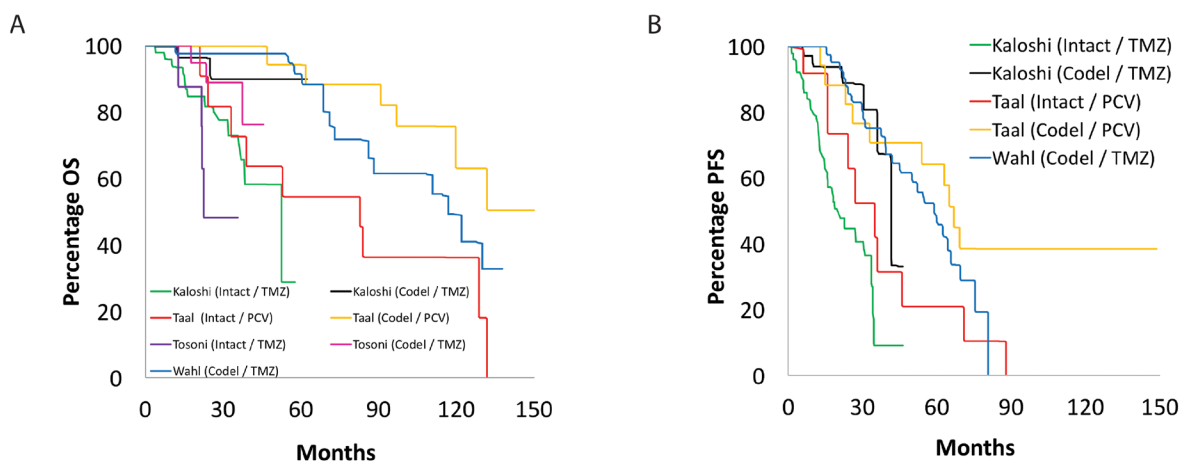 A
Percentage OS
100
80
60
40
20
0
Kaloshi (Intact / TMZ)
Kaloshi (Codel / TMZ)
Taal (Intact / PCV)
Taal (Codel / PCV)
Tosoni (Intact / TMZ)
Tosoni (Codel / TMZ)
Wahl (Codel / TMZ)
0 30 60 90 120 150
Months
B
Percentage PFS
100
80
60
40
20
0
Kaloshi (Intact / TMZ)
Kaloshi (Codel / TMZ)
Taal (Intact / PCV)
Taal (Codel / PCV)
Wahl (Codel / TMZ)
0 30 60 90 120 150
Months